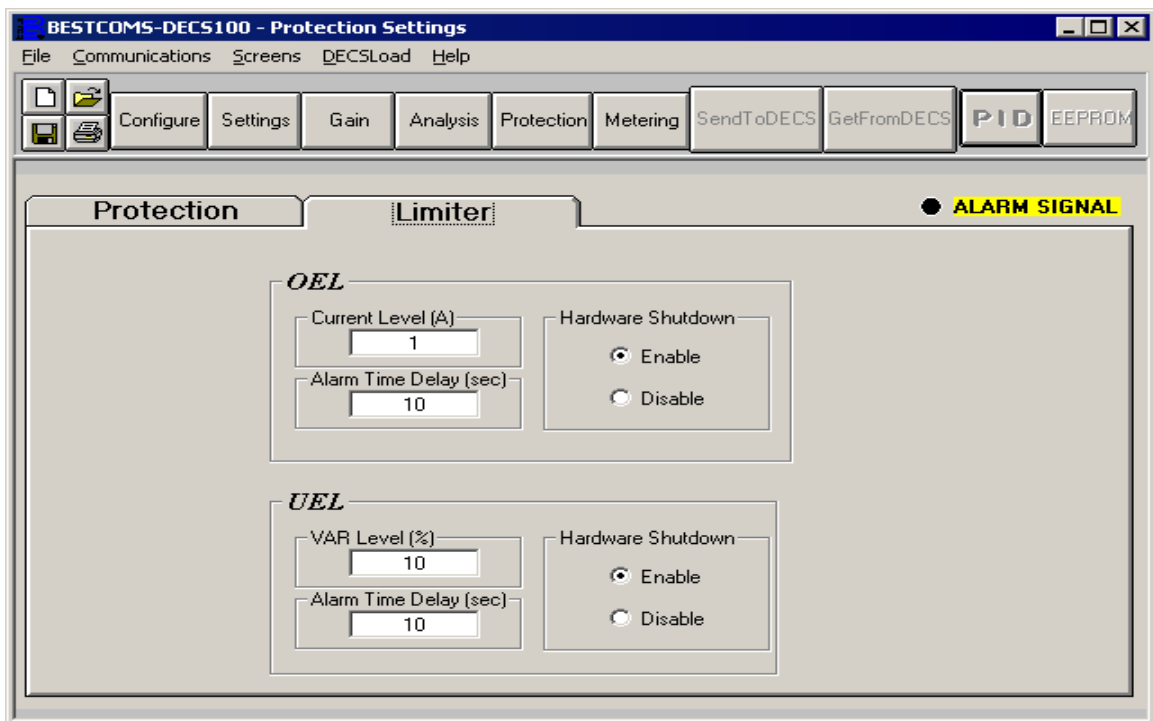 BESTCOMS-DECS100 - Protection Settings
File Communications Screens DECSLoad Help
Configure Settings Gain Analysis Protection Metering SendToDECS GetFromDECS PID EEPROM
Protection Limiter ALARM SIGNAL
OEL
Current Level (A) Hardware Shutdown
1
Enable
Alarm Time Delay (sec)
10 Disable
UEL
VAR Level (%) Hardware Shutdown
10
Enable
Alarm Time Delay (sec)
10 Disable